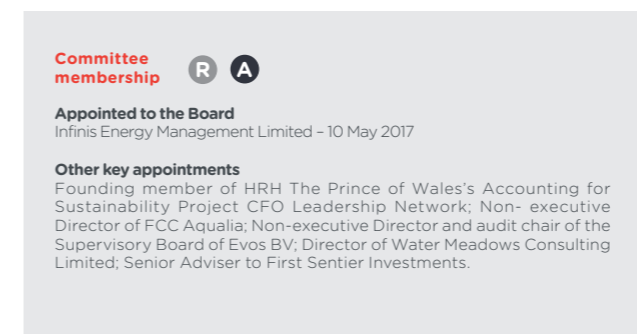 Committee
membership R A
Appointed to the Board
Infinis Energy Management Limited – 10 May 2017
Other key appointments
Founding member of HRH The Prince of Wales's Accounting for
Sustainability Project CFO Leadership Network; Non- executive
Director of FCC Aqualia; Non-executive Director and audit chair of the
Supervisory Board of Evos BV; Director of Water Meadows Consulting
Limited; Senior Adviser to First Sentier Investments.